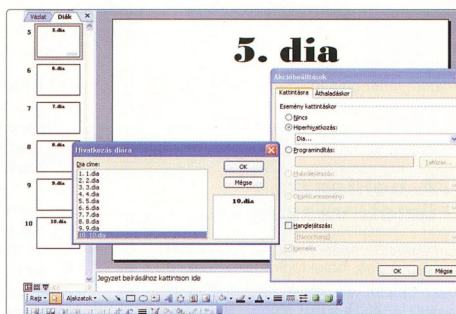 Vázlat Diák
5
5.dia
6
6.dia
7
7.dia
8
8.dia
9
9.dia
10
10.dia
5. dia
Akcióbeállítások
Kattintásra Áthaladáskor
Esemény kattintáskor
Nincs
Hiperhivatkozás:
Dia...
Programindítás:
Tallózás...
Makróindítás:
Objektumesemény:
Hanglejátszás:
[Nincs hang]
Kiemelés
OK Mégse
Hivatkozás diára
Dia címe:
1. 1.dia
2. 2.dia
3. 3.dia
4. 4.dia
5. 5.dia
6. 6.dia
7. 7.dia
8. 8.dia
9. 9.dia
10. 10.dia
OK
Mégse
10.dia
Jegyzet beírásához kattintson ide
Rajz Alakzatok